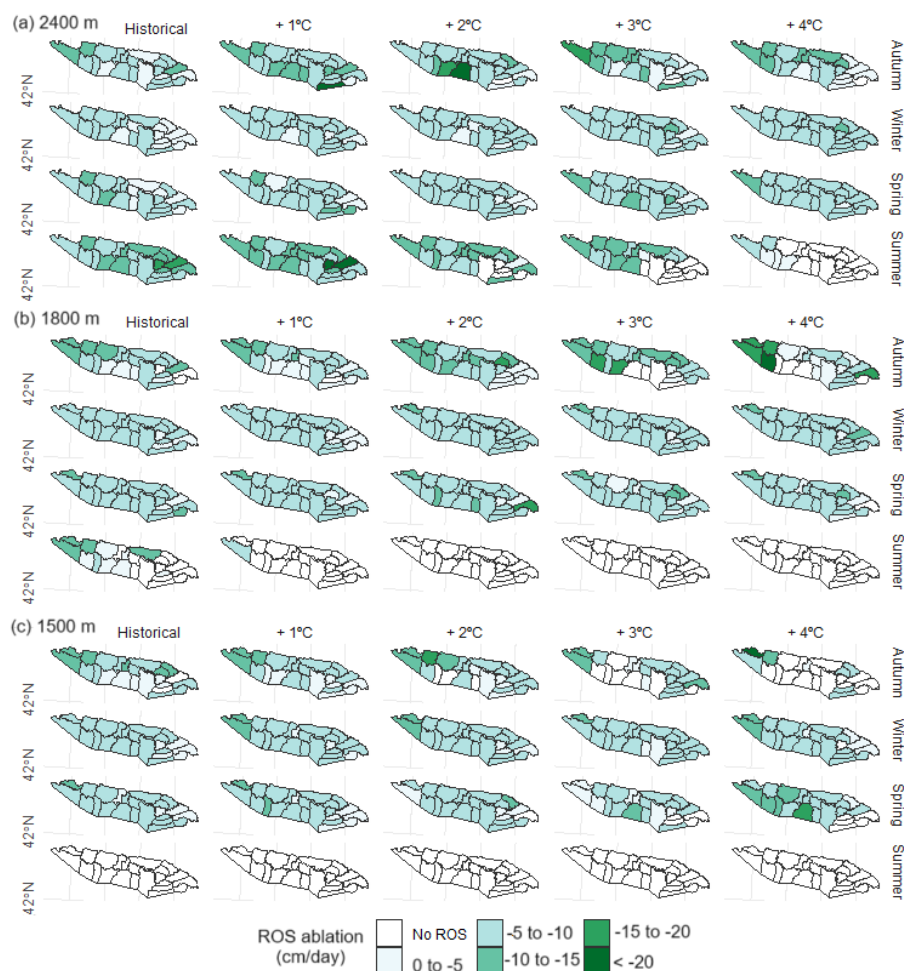 (a) 2400 m
Historical + 1ºC + 2ºC + 3ºC + 4ºC
42ºN Autumn
42ºN Winter
42ºN Spring
42ºN Summer
(b) 1800 m
Historical + 1ºC + 2ºC + 3ºC + 4ºC
42ºN Autumn
42ºN Winter
42ºN Spring
42ºN Summer
(c) 1500 m
Historical + 1ºC + 2ºC + 3ºC + 4ºC
42ºN Autumn
42ºN Winter
42ºN Spring
42ºN Summer
ROS ablation
(cm/day)
No ROS -5 to -10 -15 to -20
0 to -5 -10 to -15 < -20